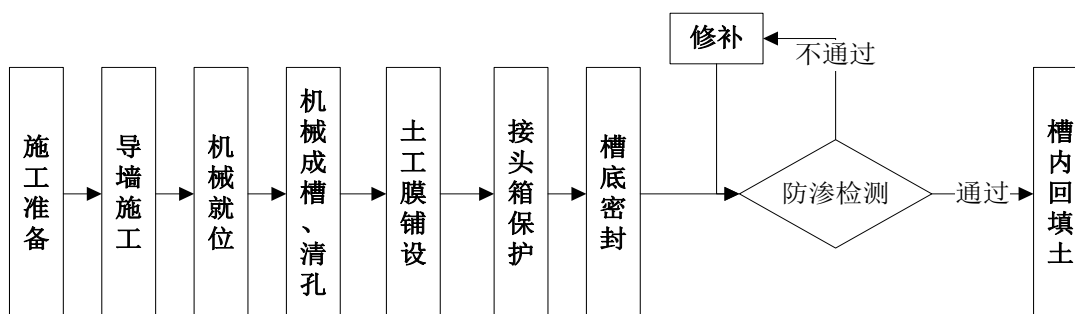 修补
不通过
施工准备
导墙施工
机械就位
机械成槽、清孔
土工膜铺设
接头箱保护
槽底密封
防渗检测
通过
槽内回填土